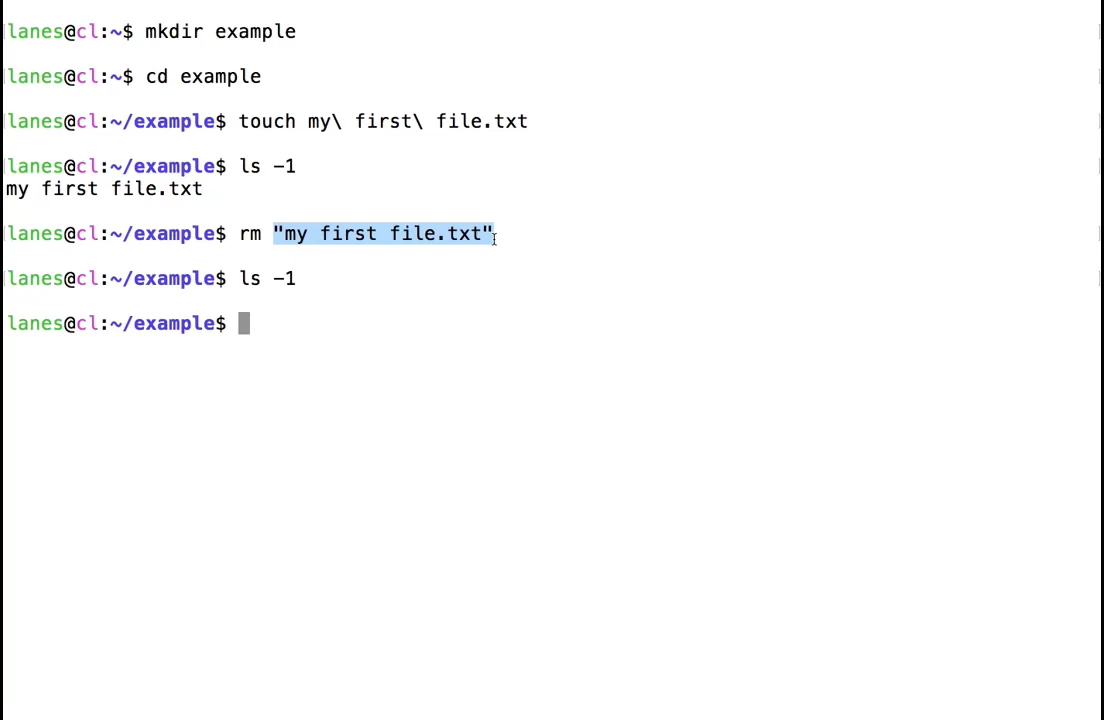 lanes@cl:~$ mkdir example
lanes@cl:~$ cd example
lanes@cl:~/example$ touch my\ first\ file.txt
lanes@cl:~/example$ ls -1
my first file.txt
lanes@cl:~/example$ rm "my first file.txt"
lanes@cl:~/example$ ls -1
lanes@cl:~/example$